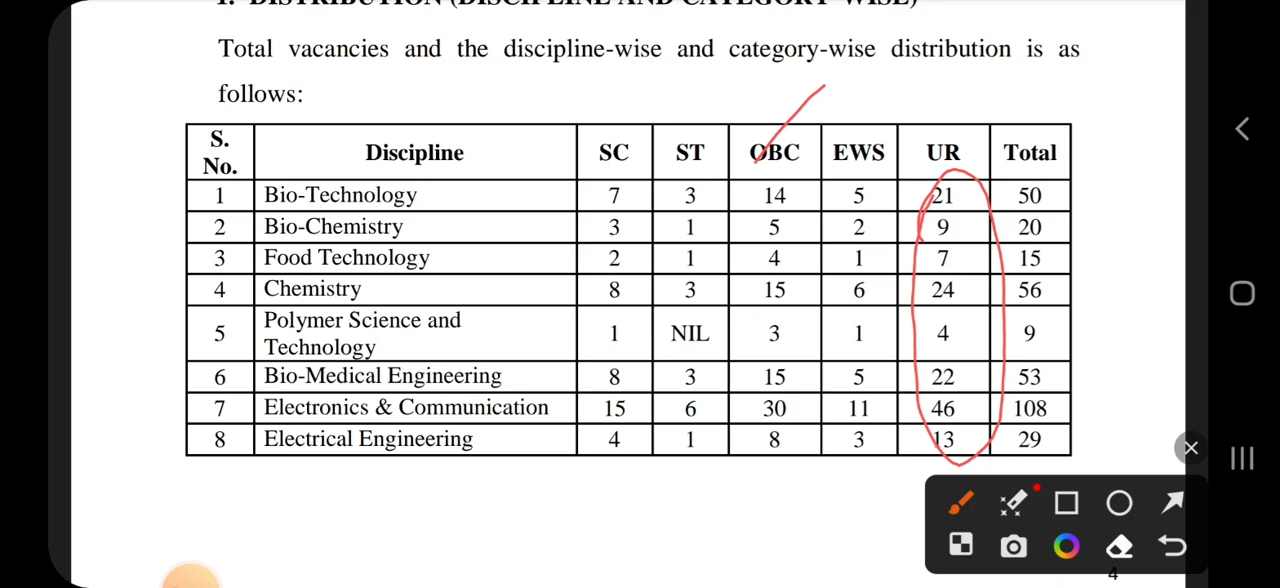 I. DISTRIBUTION (DISCIPLINE AND CATEGORY WISE)
Total vacancies and the discipline-wise and category-wise distribution is as
follows:
S. No. Discipline SC ST OBC EWS UR Total
1 Bio-Technology 7 3 14 5 21 50
2 Bio-Chemistry 3 1 5 2 9 20
3 Food Technology 2 1 4 1 7 15
4 Chemistry 8 3 15 6 24 56
5 Polymer Science and Technology 1 NIL 3 1 4 9
6 Bio-Medical Engineering 8 3 15 5 22 53
7 Electronics & Communication 15 6 30 11 46 108
8 Electrical Engineering 4 1 8 3 13 29
4